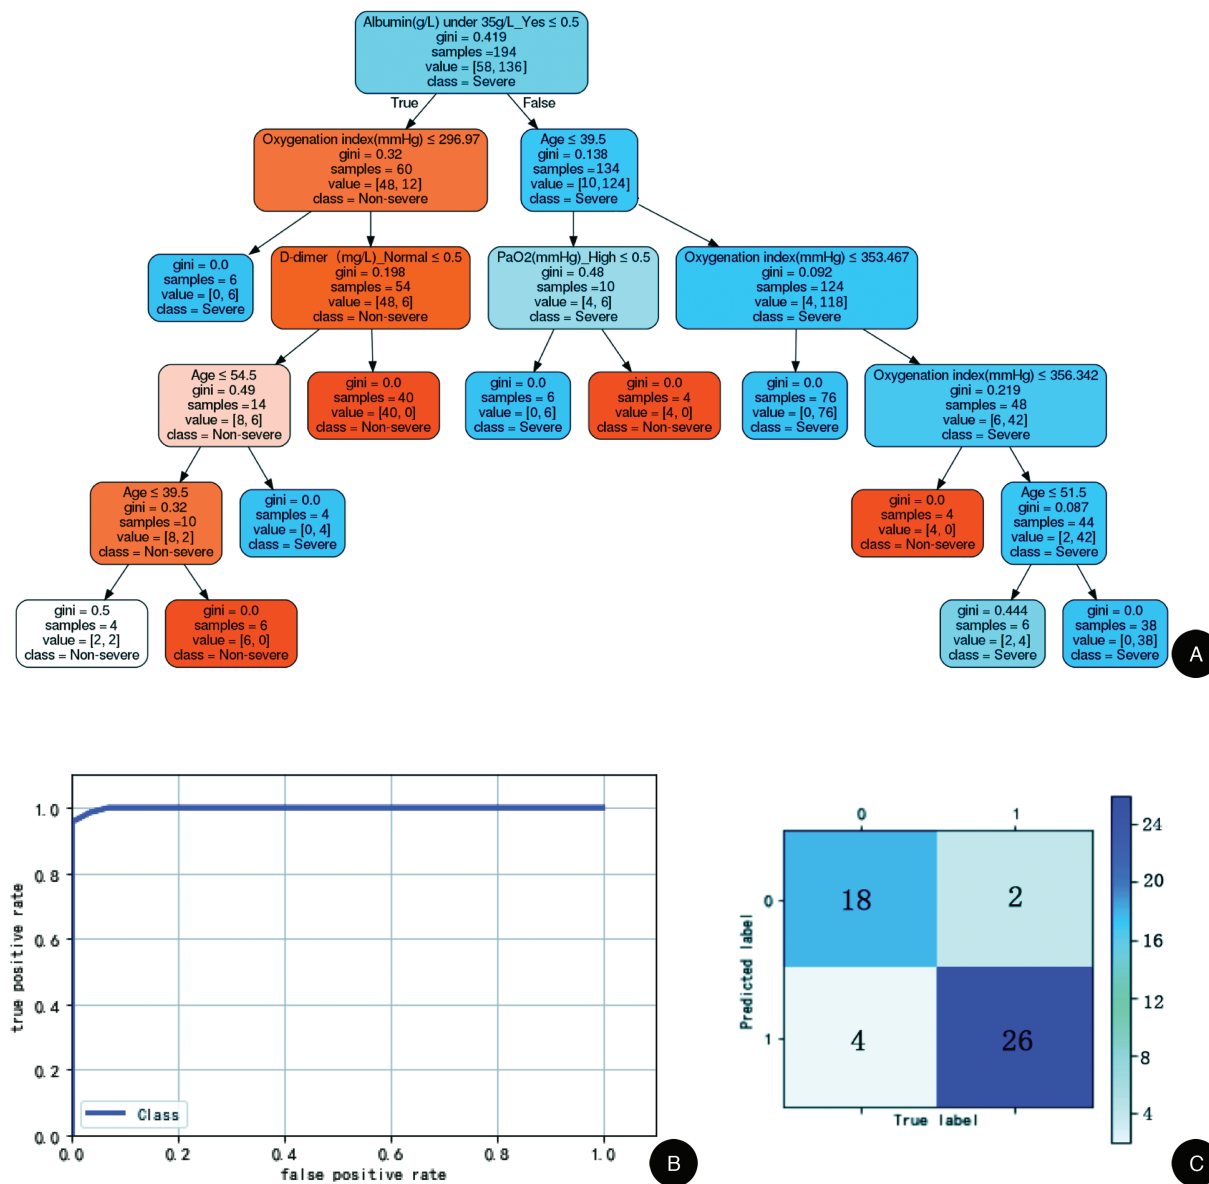 Albumin(g/L) under 35g/L_Yes ≤ 0.5
gini = 0.419
samples =194
value = [58, 136]
class = Severe
True
False
Oxygenation index(mmHg) ≤ 296.97
gini = 0.32
samples = 60
value = [48, 12]
class = Non-severe
Age ≤ 39.5
gini = 0.138
samples =134
value = [10,124]
class = Severe
gini = 0.0
samples = 6
value = [0, 6]
class = Severe
D-dimer (mg/L)_Normal ≤ 0.5
gini = 0.198
samples = 54
value = [48, 6]
class = Non-severe
PaO2(mmHg)_High ≤ 0.5
gini = 0.48
samples =10
value = [4, 6]
class = Severe
Oxygenation index(mmHg) ≤ 353.467
gini = 0.092
samples = 124
value = [4, 118]
class = Severe
Age ≤ 54.5
gini = 0.49
samples =14
value = [8, 6]
class = Non-severe
gini = 0.0
samples = 40
value = [40, 0]
class = Non-severe
gini = 0.0
samples = 6
value = [0, 6]
class = Severe
gini = 0.0
samples = 4
value = [4, 0]
class = Non-severe
gini = 0.0
samples = 76
value = [0, 76]
class = Severe
Oxygenation index(mmHg) ≤ 356.342
gini = 0.219
samples = 48
value = [6, 42]
class = Severe
Age ≤ 39.5
gini = 0.32
samples =10
value = [8, 2]
class = Non-severe
gini = 0.0
samples = 4
value = [0, 4]
class = Severe
gini = 0.0
samples = 4
value = [4, 0]
class = Non-severe
Age ≤ 51.5
gini = 0.087
samples = 44
value = [2, 42]
class = Severe
gini = 0.5
samples = 4
value = [2, 2]
class = Non-severe
gini = 0.0
samples = 6
value = [6, 0]
class = Non-severe
gini = 0.444
samples = 6
value = [2, 4]
class = Severe
gini = 0.0
samples = 38
value = [0, 38]
class = Severe
A
1.0
0.8
0.6
0.4
0.2
0.0
true positive rate
Class
0.0 0.2 0.4 0.6 0.8 1.0
false positive rate
B
0 1
0
1
Predicted label
18 2
4 26
True label
24
20
16
12
8
4
C